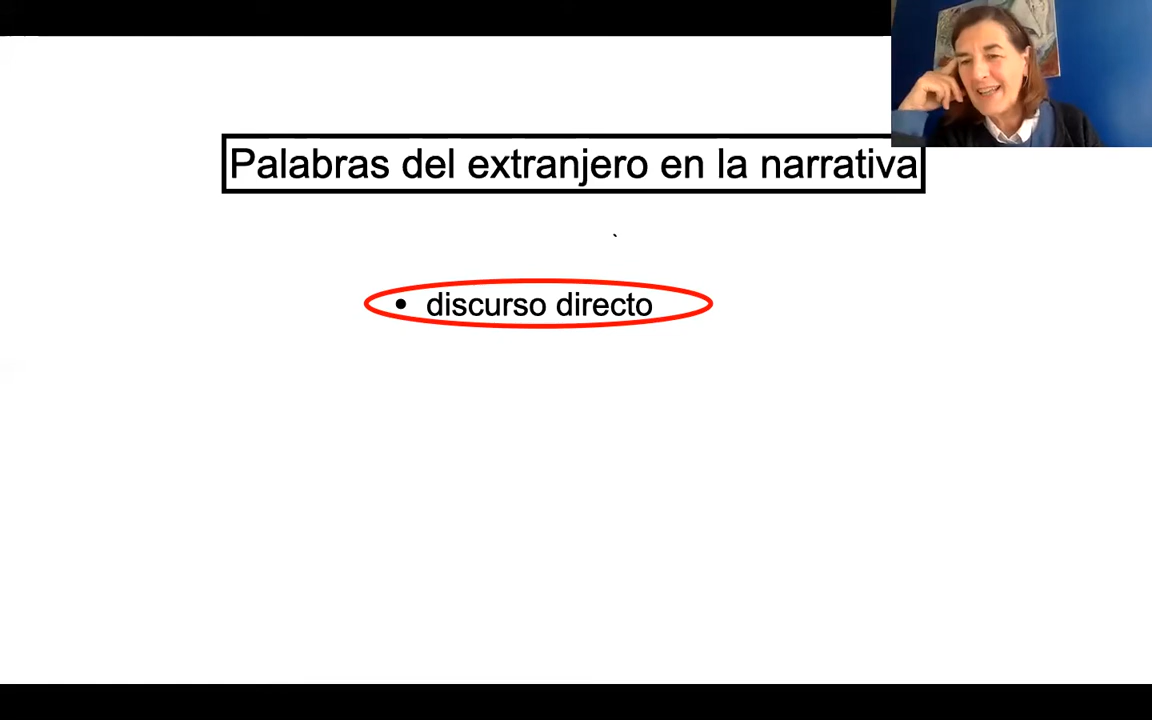 Palabras del extranjero en la narrativa
• discurso directo